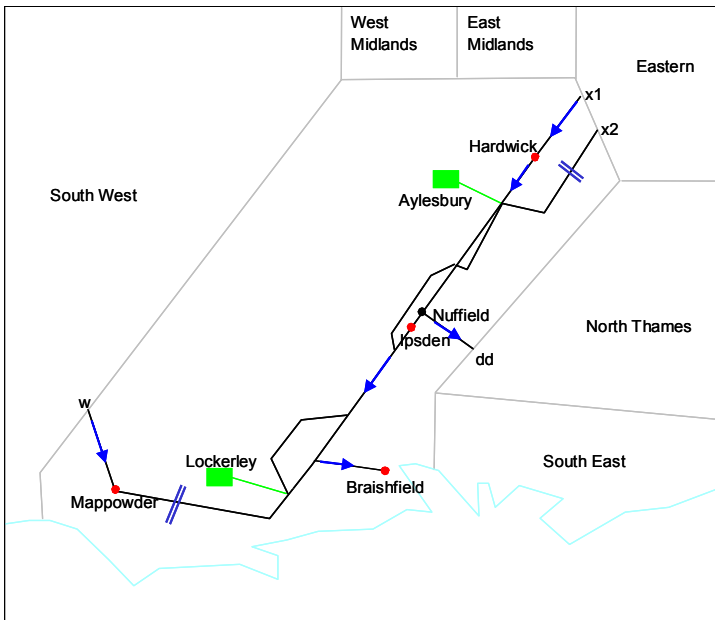 West
Midlands
East
Midlands
Eastern
x1
x2
Hardwick
South West
Aylesbury
Nuffield
Ipsden
North Thames
dd
w
Lockerley
South East
Braishfield
Mappowder